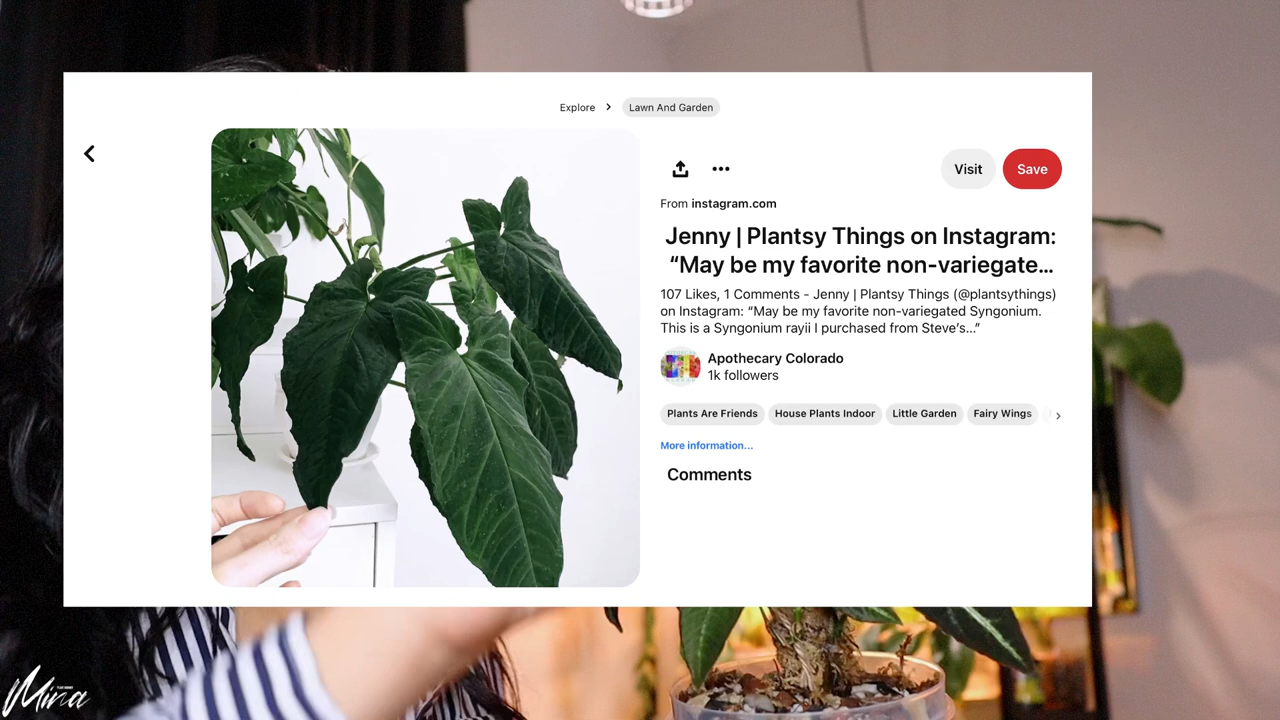 Explore > Lawn And Garden
Visit Save
From instagram.com
Jenny | Plantsy Things on Instagram:
“May be my favorite non-variegate...
107 Likes, 1 Comments - Jenny | Plantsy Things (@plantsythings)
on Instagram: “May be my favorite non-variegated Syngonium.
This is a Syngonium rayii I purchased from Steve’s...”
Apothecary Colorado
1k followers
Plants Are Friends House Plants Indoor Little Garden Fairy Wings
More information...
Comments
Mina